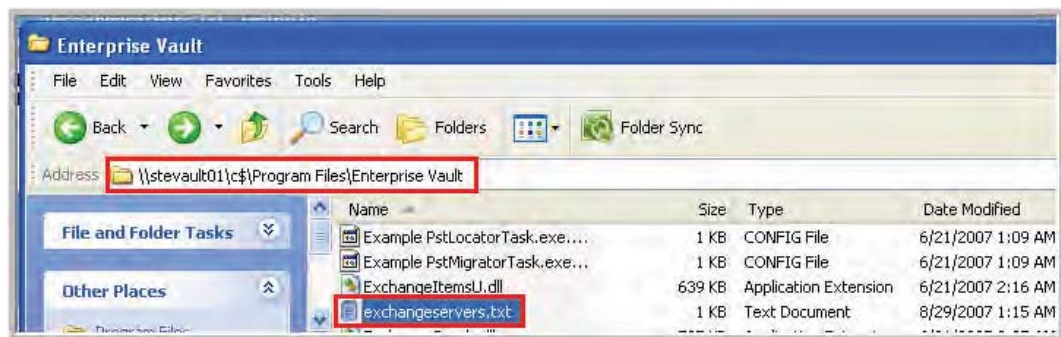 Enterprise Vault
File Edit View Favorites Tools Help
Back Search Folders Folder Sync
Address \\stevault01\c$\Program Files\Enterprise Vault
File and Folder Tasks
Other Places
Program Files
Name Size Type Date Modified
Example PstLocatorTask.exe.... 1 KB CONFIG File 6/21/2007 1:09 AM
Example PstMigratorTask.exe... 1 KB CONFIG File 6/21/2007 1:09 AM
ExchangeItemsU.dll 639 KB Application Extension 6/21/2007 2:16 AM
exchangeservers.txt 1 KB Text Document 8/29/2007 1:15 AM